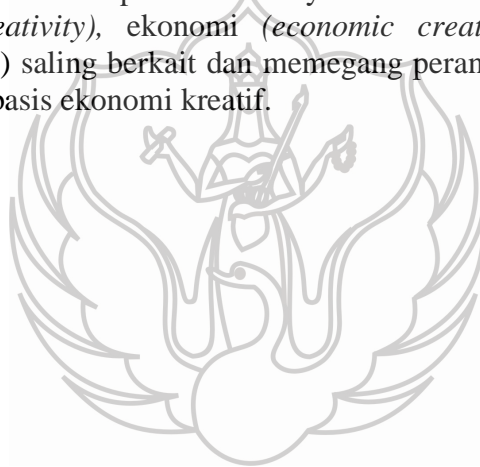 eativity), ekonomi (economic creat
) saling berkait dan memegang peran
basis ekonomi kreatif.